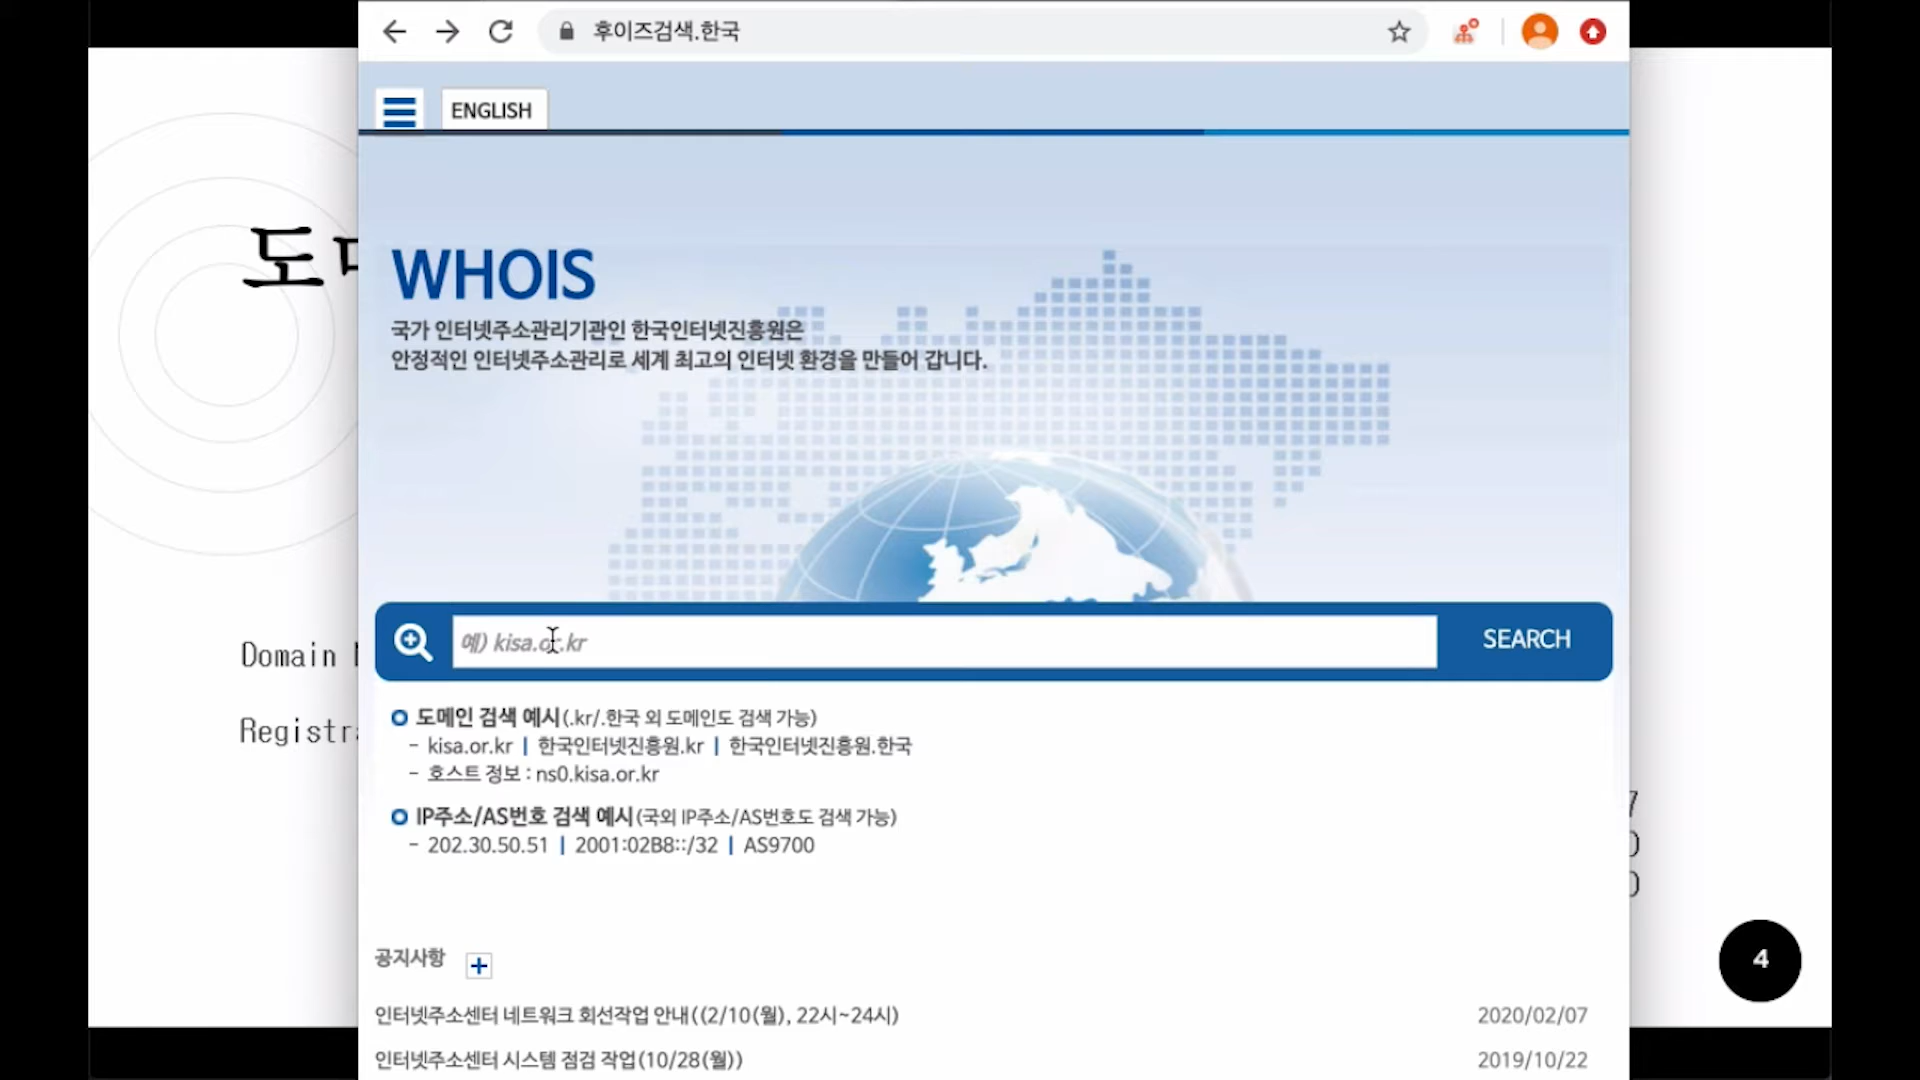 후이즈검색.한국
ENGLISH
도
WHOIS
국가 인터넷주소관리기관인 한국인터넷진흥원은
안정적인 인터넷주소관리로 세계 최고의 인터넷 환경을 만들어 갑니다.
예) kisa.or.kr
SEARCH
Domain
도메인 검색 예시(.kr/.한국 외 도메인도 검색 가능)
- kisa.or.kr | 한국인터넷진흥원.kr | 한국인터넷진흥원.한국
- 호스트 정보 : ns0.kisa.or.kr
IP주소/AS번호 검색 예시(국외 IP주소/AS번호도 검색 가능)
- 202.30.50.51 | 2001:02B8::/32 | AS9700
공지사항
인터넷주소센터 네트워크 회선작업 안내((2/10(월), 22시~24시) 2020/02/07
인터넷주소센터 시스템 점검 작업(10/28(월)) 2019/10/22
4